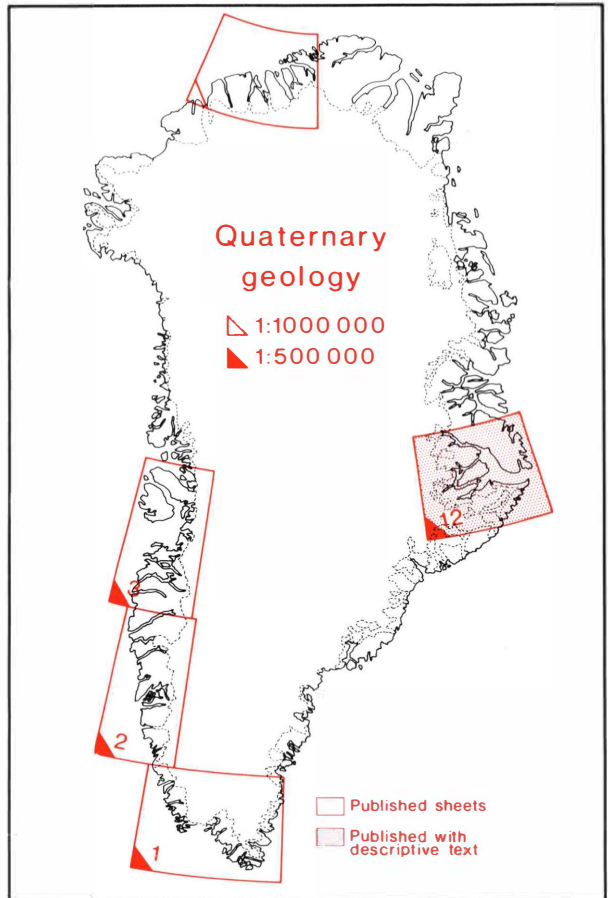 Quaternary
geology
1:1000 000
1:500 000
12
3
2
1
Published sheets
Published with
descriptive text